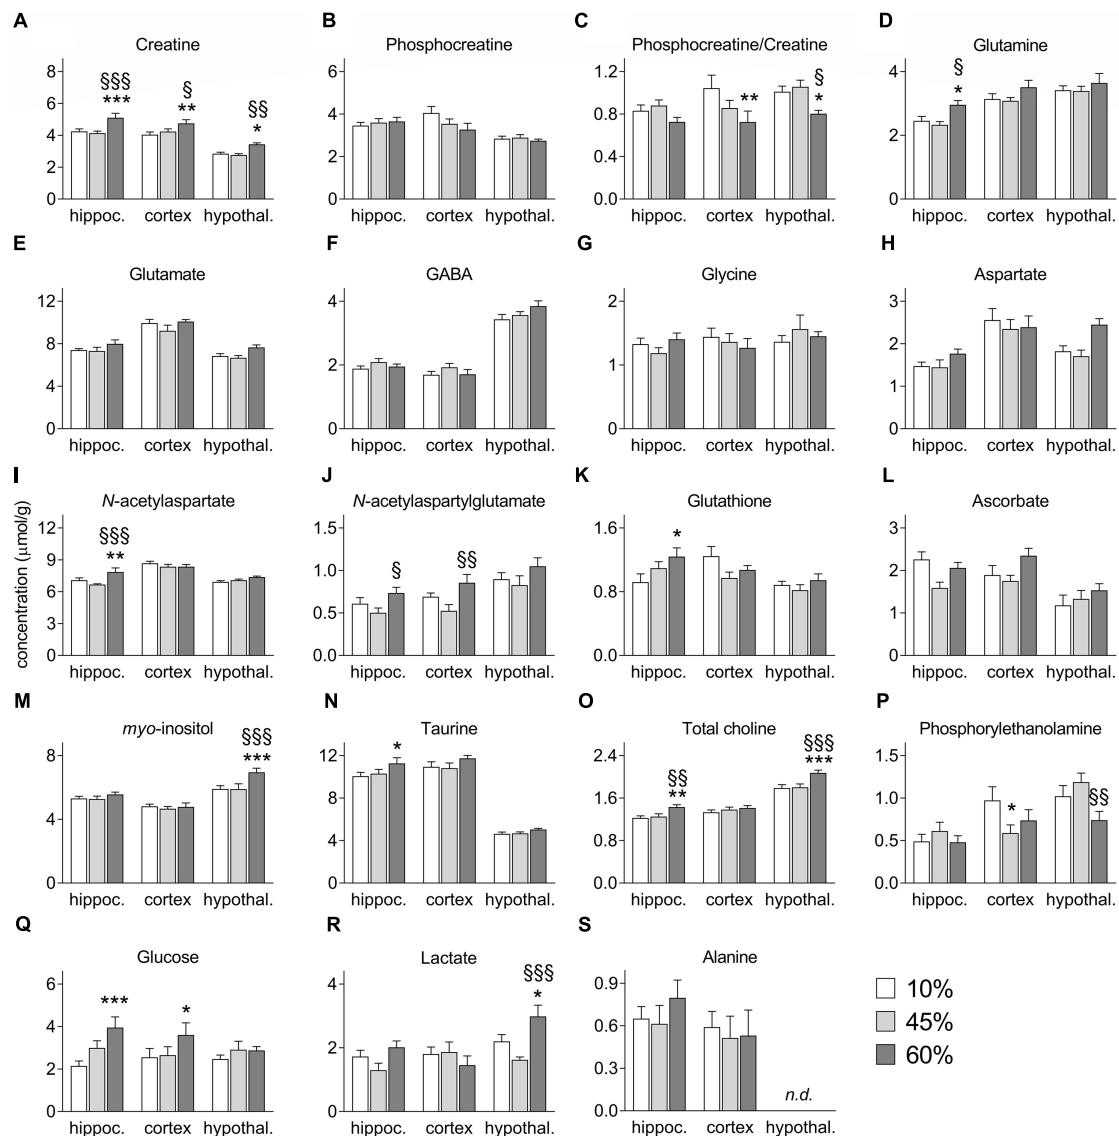 A B C D
Creatine Phosphocreatine Phosphocreatine/Creatine Glutamine
8 6 1.2 4
§§§ § §§ § §
*** ** * ** * *
6 4 0.8 2
4 2 0.4
2
0 0 0.0 0
hippoc. cortex hypothal. hippoc. cortex hypothal. hippoc. cortex hypothal. hippoc. cortex hypothal.
E F G H
Glutamate GABA Glycine Aspartate
12 4 2 3
8 2 1 2
4 1
0 0 0 0
hippoc. cortex hypothal. hippoc. cortex hypothal. hippoc. cortex hypothal. hippoc. cortex hypothal.
I J K L
N-acetylaspartate N-acetylaspartylglutamate Glutathione Ascorbate
concentration (μmol/g)
12 1.5 1.6 3
§§§ § §§
** *
9 1.0 1.2 2
6 0.5 0.8 1
3 0.4
0 0.0 0.0 0
hippoc. cortex hypothal. hippoc. cortex hypothal. hippoc. cortex hypothal. hippoc. cortex hypothal.
M N O P
myo-inositol Taurine Total choline Phosphorylethanolamine
8 12 2.4 1.5
§§§ §§ §§§ §§
*** * ** *** *
4 8 1.8 1.0
4 1.2 0.5
0.6
0 0 0.0 0.0
hippoc. cortex hypothal. hippoc. cortex hypothal. hippoc. cortex hypothal. hippoc. cortex hypothal.
Q R S
Glucose Lactate Alanine
6 4 0.9
§§§
*** * *
4 2 0.6
2 0.3
0 0 0.0
n.d.
hippoc. cortex hypothal. hippoc. cortex hypothal. hippoc. cortex hypothal.
10%
45%
60%